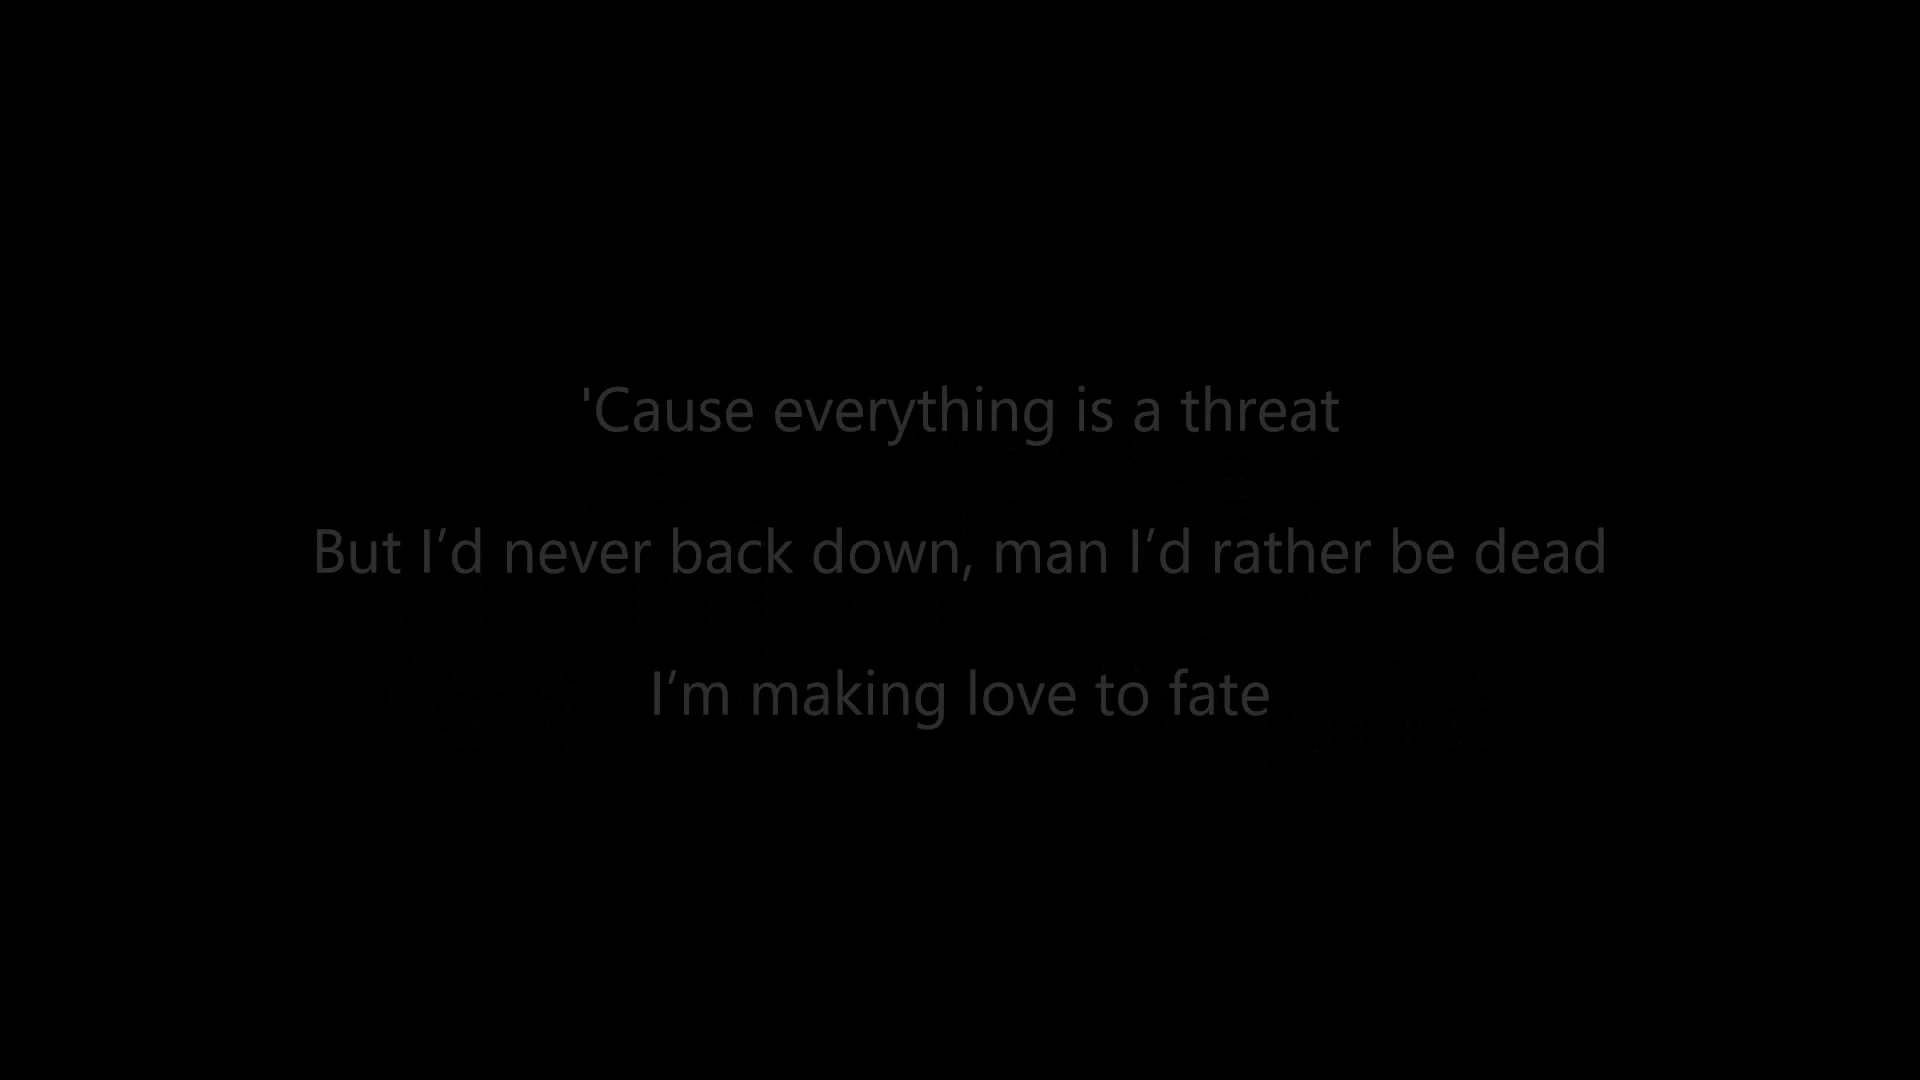 'Cause everything is a threat
But I’d never back down, man I’d rather be dead
I’m making love to fate